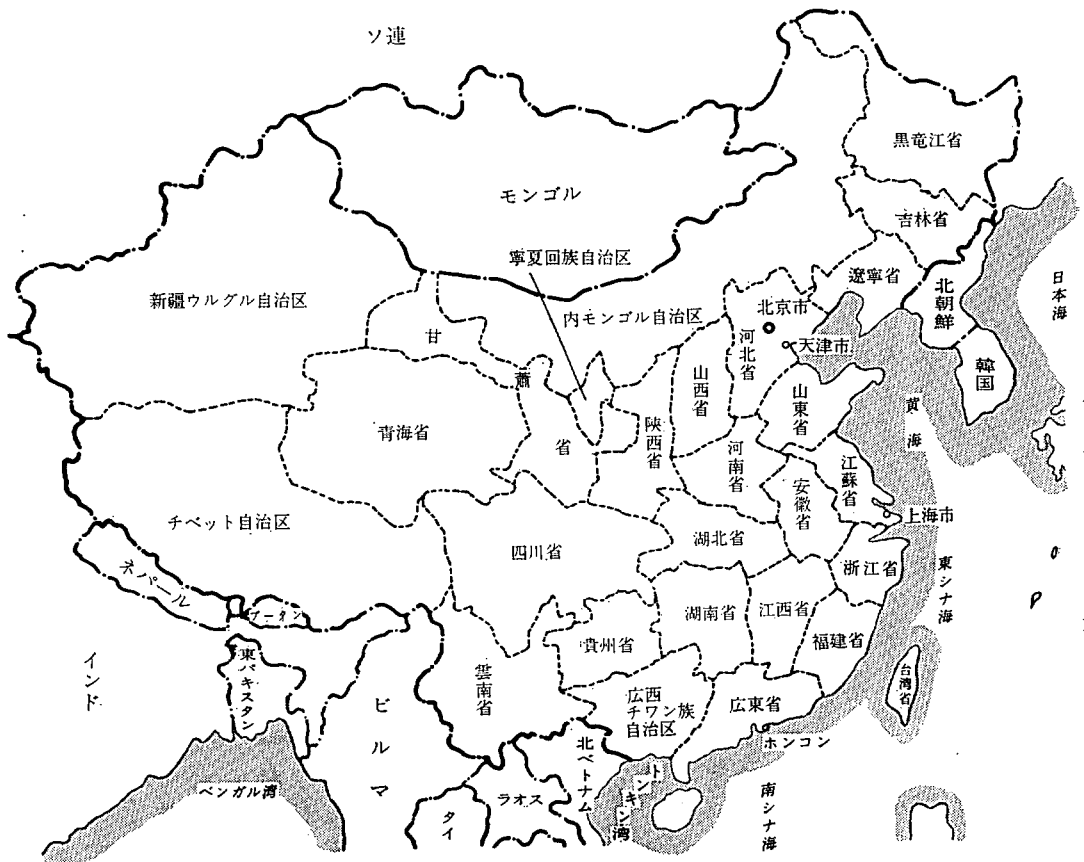 ソ連
黒竜江省
モンゴル
吉林省
寧夏回族自治区
遼寧省
新疆ウルグル自治区
北朝鮮
日本海
内モンゴル自治区
北京市
甘
河北省
天津市
韓国
蕭
山西省
山東省
黄海
青海省
省
陝西省
河南省
江蘇省
安徽省
チベット自治区
上海市
四川省
湖北省
浙江省
東シナ海
ネパール
ブータン
湖南省
江西省
貴州省
福建省
インド
東パキスタン
雲南省
台湾省
広西
チワン族
自治区
広東省
ビルマ
ホンコン
北ベトナム
トンキン湾
ベンガル湾
ラオス
タイ
南シナ海